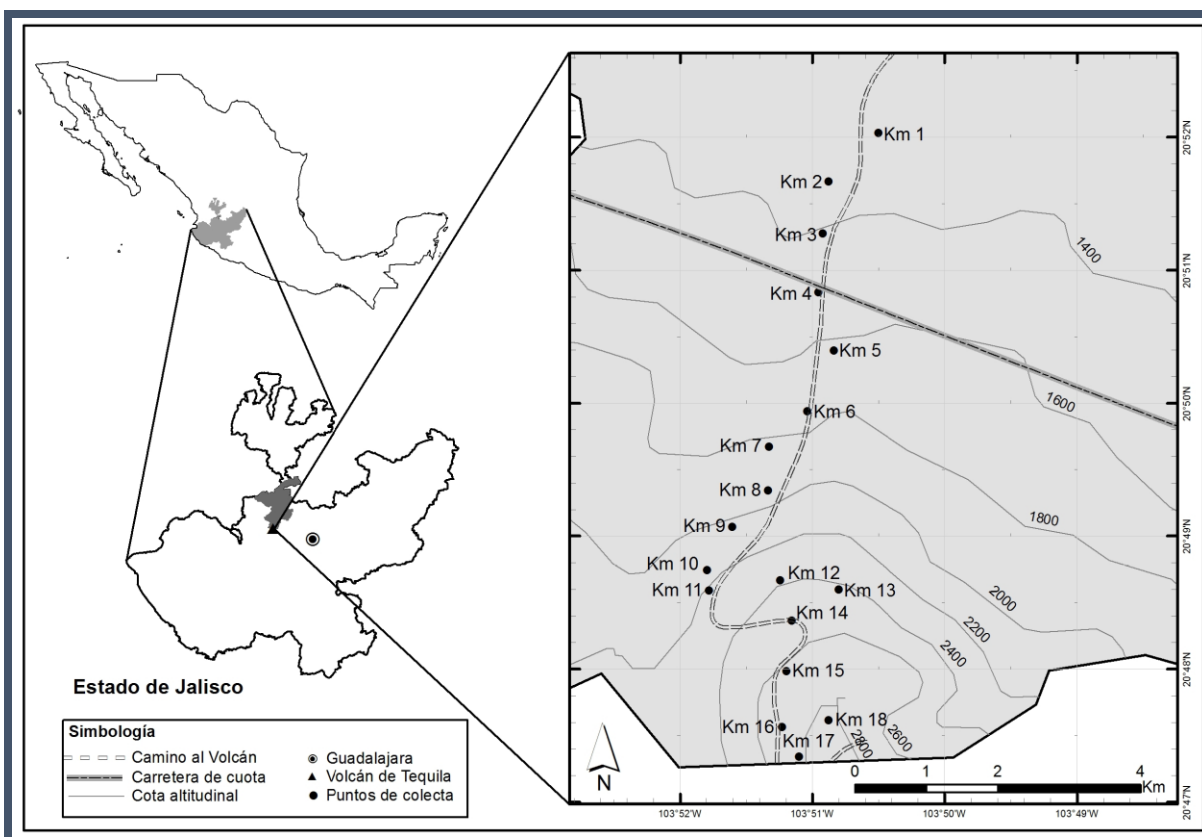 Km 1
Km 2
Km 3
Km 4
Km 5
Km 6
Km 7
Km 8
Km 9
Km 10
Km 11
Km 12
Km 13
Km 14
Km 15
Km 16
Km 17
Km 18
1400
1600
1800
2000
2200
2400
2600
2800
20°52'N
20°51'N
20°50'N
20°49'N
20°48'N
20°47'N
103°52'W
103°51'W
103°50'W
103°49'W
N
0 1 2 4
Km
Estado de Jalisco
Simbología
Camino al Volcán
Carretera de cuota
Cota altitudinal
Guadalajara
Volcán de Tequila
Puntos de colecta